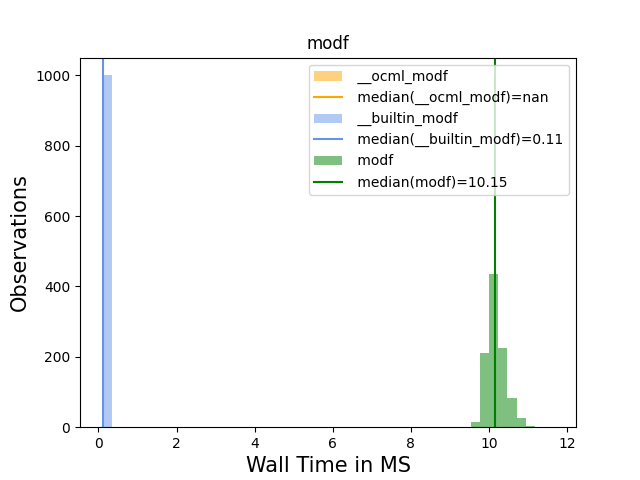 modf
1000
800
600
400
200
0
Observations
__ocml_modf
median(__ocml_modf)=nan
__builtin_modf
median(__builtin_modf)=0.11
modf
median(modf)=10.15
0 2 4 6 8 10 12
Wall Time in MS